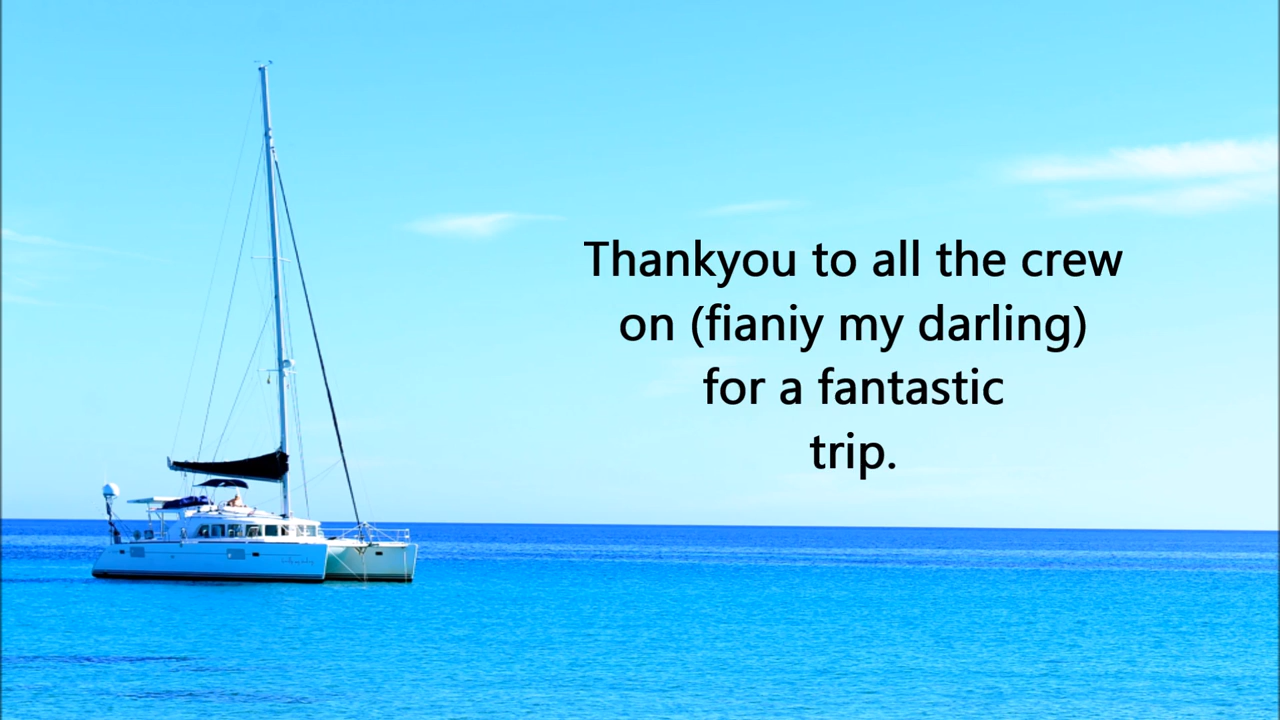 Thankyou to all the crew
on (fianiy my darling)
for a fantastic
trip.